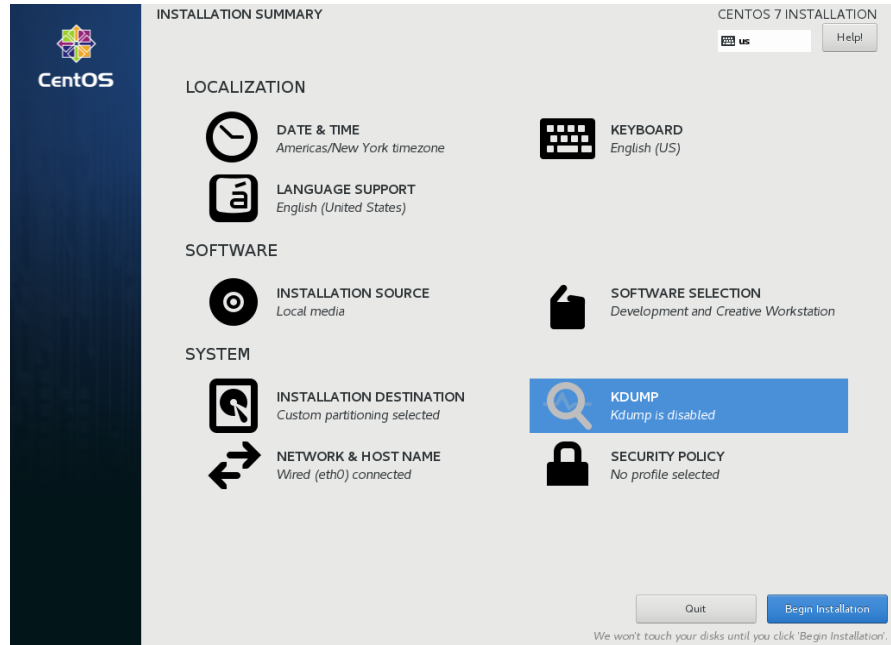 INSTALLATION SUMMARY
CENTOS 7 INSTALLATION
us
Help!
CentOS
LOCALIZATION
DATE & TIME
Americas/New York timezone
KEYBOARD
English (US)
á
LANGUAGE SUPPORT
English (United States)
SOFTWARE
INSTALLATION SOURCE
Local media
SOFTWARE SELECTION
Development and Creative Workstation
SYSTEM
INSTALLATION DESTINATION
Custom partitioning selected
KDUMP
Kdump is disabled
NETWORK & HOST NAME
Wired (eth0) connected
SECURITY POLICY
No profile selected
Quit
Begin Installation
We won't touch your disks until you click 'Begin Installation'.